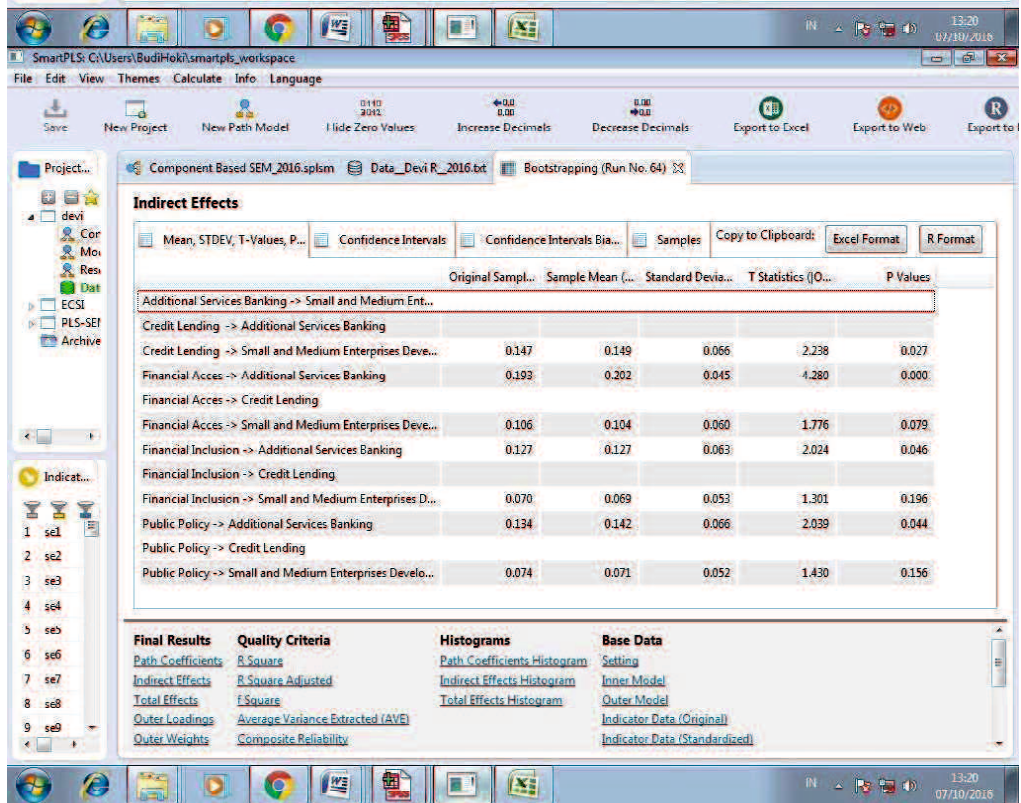 IN 13:20
07/10/2016
SmartPLS: C:\Users\BudiHoki\smartpls_workspace
File Edit View Themes Calculate Info Language
Save New Project New Path Model Hide Zero Values Increase Decimals Decrease Decimals Export to Excel Export to Web Export to
Project... Component Based SEM_2016.splsm Data__Devi R_2016.txt Bootstrapping (Run No. 64)
Indirect Effects
Mean, STDEV, T-Values, P... Confidence Intervals Confidence Intervals Bia... Samples Copy to Clipboard: Excel Format R Format
Original Sampl... Sample Mean (... Standard Devia... T Statistics (|O... P Values
Additional Services Banking -> Small and Medium Ent...
Credit Lending -> Additional Services Banking
Credit Lending -> Small and Medium Enterprises Deve... 0.147 0.149 0.066 2.238 0.027
Financial Acces -> Additional Services Banking 0.193 0.202 0.045 4.280 0.000
Financial Acces -> Credit Lending
Financial Acces -> Small and Medium Enterprises Deve... 0.106 0.104 0.060 1.776 0.079
Financial Inclusion -> Additional Services Banking 0.127 0.127 0.063 2.024 0.046
Financial Inclusion -> Credit Lending
Financial Inclusion -> Small and Medium Enterprises D... 0.070 0.069 0.053 1.301 0.196
Public Policy -> Additional Services Banking 0.134 0.142 0.066 2.039 0.044
Public Policy -> Credit Lending
Public Policy -> Small and Medium Enterprises Develo... 0.074 0.071 0.052 1.430 0.156
devi
Cor
Mo
Res
Dat
ECSI
PLS-SEM
Archive
Indicat...
1 se1
2 se2
3 se3
4 se4
5 se5
6 se6
7 se7
8 se8
9 se9
Final Results Quality Criteria Histograms Base Data
Path Coefficients R Square Path Coefficients Histogram Setting
Indirect Effects R Square Adjusted Indirect Effects Histogram Inner Model
Total Effects f Square Total Effects Histogram Outer Model
Outer Loadings Average Variance Extracted (AVE) Indicator Data (Original)
Outer Weights Composite Reliability Indicator Data (Standardized)
IN 13:20
07/10/2016